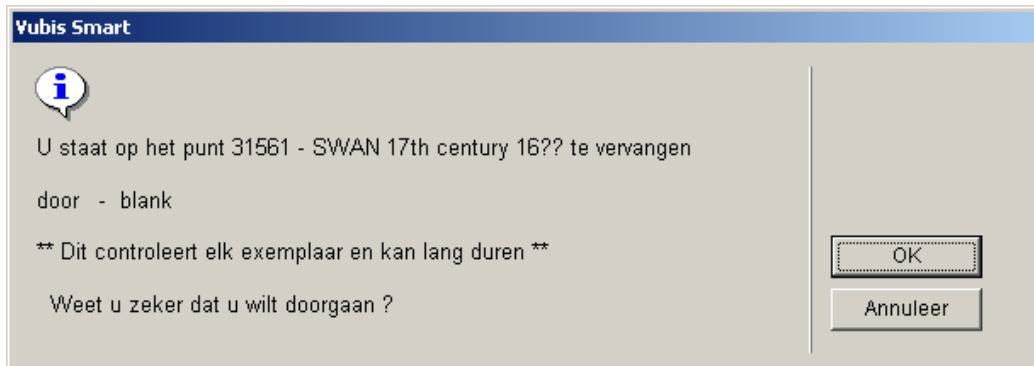 Vubis Smart
U staat op het punt 31561 - SWAN 17th century 16?? te vervangen
door - blank
** Dit controleert elk exemplaar en kan lang duren **
Weet u zeker dat u wilt doorgaan ?
OK
Annuleer